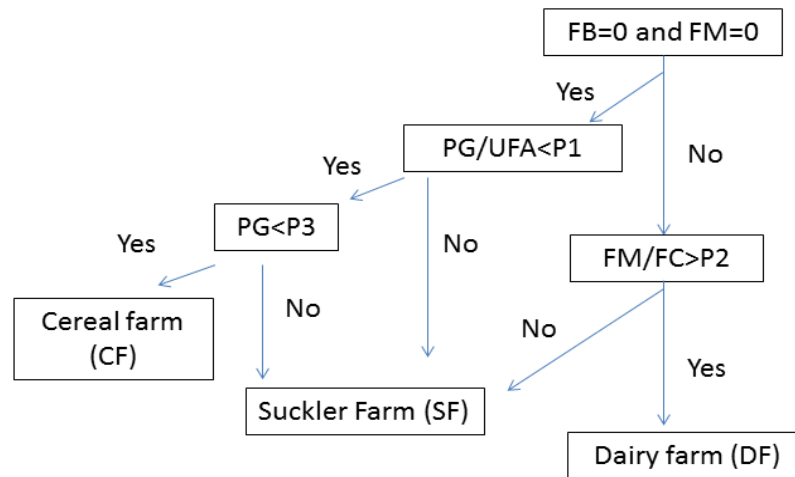 FB=0 and FM=0
Yes
PG/UFA<P1
No
Yes
PG<P3
Yes
No
FM/FC>P2
Cereal farm
(CF)
No
No
Yes
Suckler Farm (SF)
Dairy farm (DF)